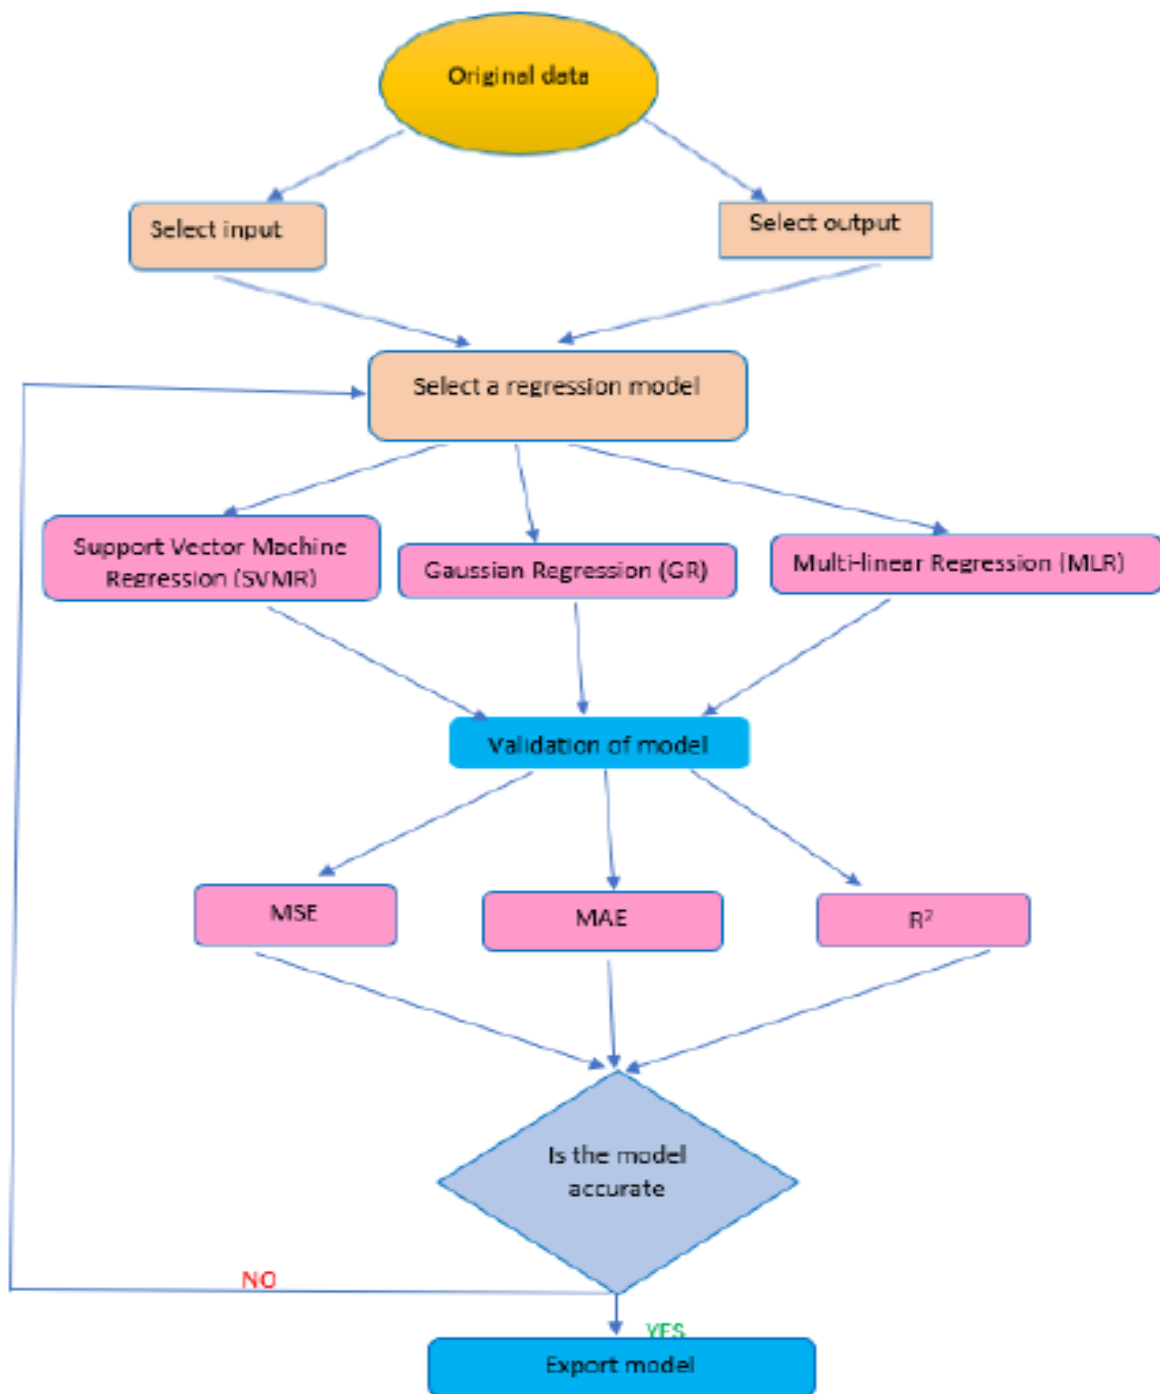 Original data
Select input
Select output
Select a regression model
Support Vector Machine
Regression (SVMR)
Gaussian Regression (GR)
Multi-linear Regression (MLR)
Validation of model
MSE
MAE
R²
Is the model
accurate
NO
YES
Export model